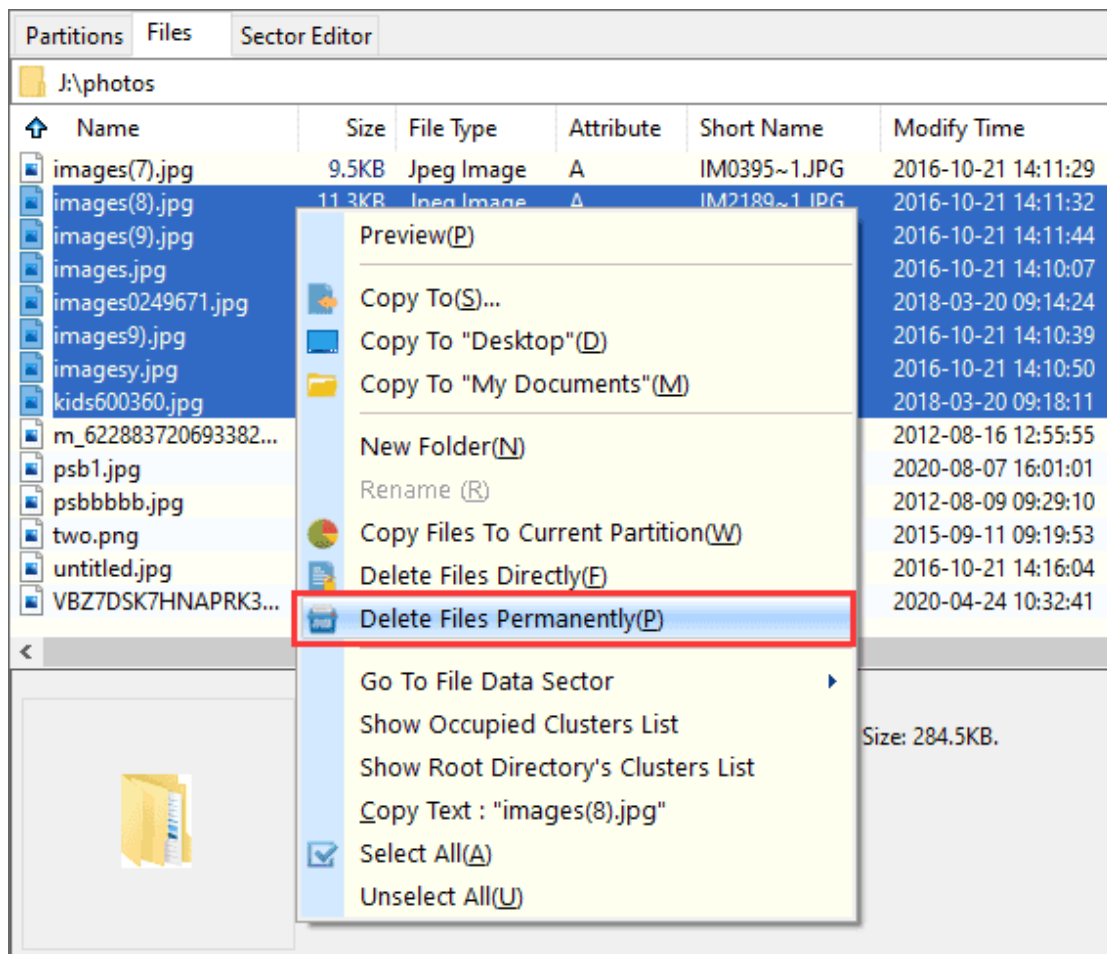 Partitions Files Sector Editor
J:\photos
Name Size File Type Attribute Short Name Modify Time
images(7).jpg 9.5KB Jpeg Image A IM0395~1.JPG 2016-10-21 14:11:29
images(8).jpg 11.3KB Jpeg Image A IM2189~1.JPG 2016-10-21 14:11:32
images(9).jpg 2016-10-21 14:11:44
images.jpg 2016-10-21 14:10:07
images0249671.jpg 2018-03-20 09:14:24
images9).jpg 2016-10-21 14:10:39
imagesy.jpg 2016-10-21 14:10:50
kids600360.jpg 2018-03-20 09:18:11
m_622883720693382... 2012-08-16 12:55:55
psb1.jpg 2020-08-07 16:01:01
psbbbbb.jpg 2012-08-09 09:29:10
two.png 2015-09-11 09:19:53
untitled.jpg 2016-10-21 14:16:04
VBZ7DSK7HNAPRK3... 2020-04-24 10:32:41
Preview(P)
Copy To(S)...
Copy To "Desktop"(D)
Copy To "My Documents"(M)
New Folder(N)
Rename (R)
Copy Files To Current Partition(W)
Delete Files Directly(F)
Delete Files Permanently(P)
Go To File Data Sector
Show Occupied Clusters List
Show Root Directory's Clusters List
Copy Text : "images(8).jpg"
Select All(A)
Unselect All(U)
Size: 284.5KB.